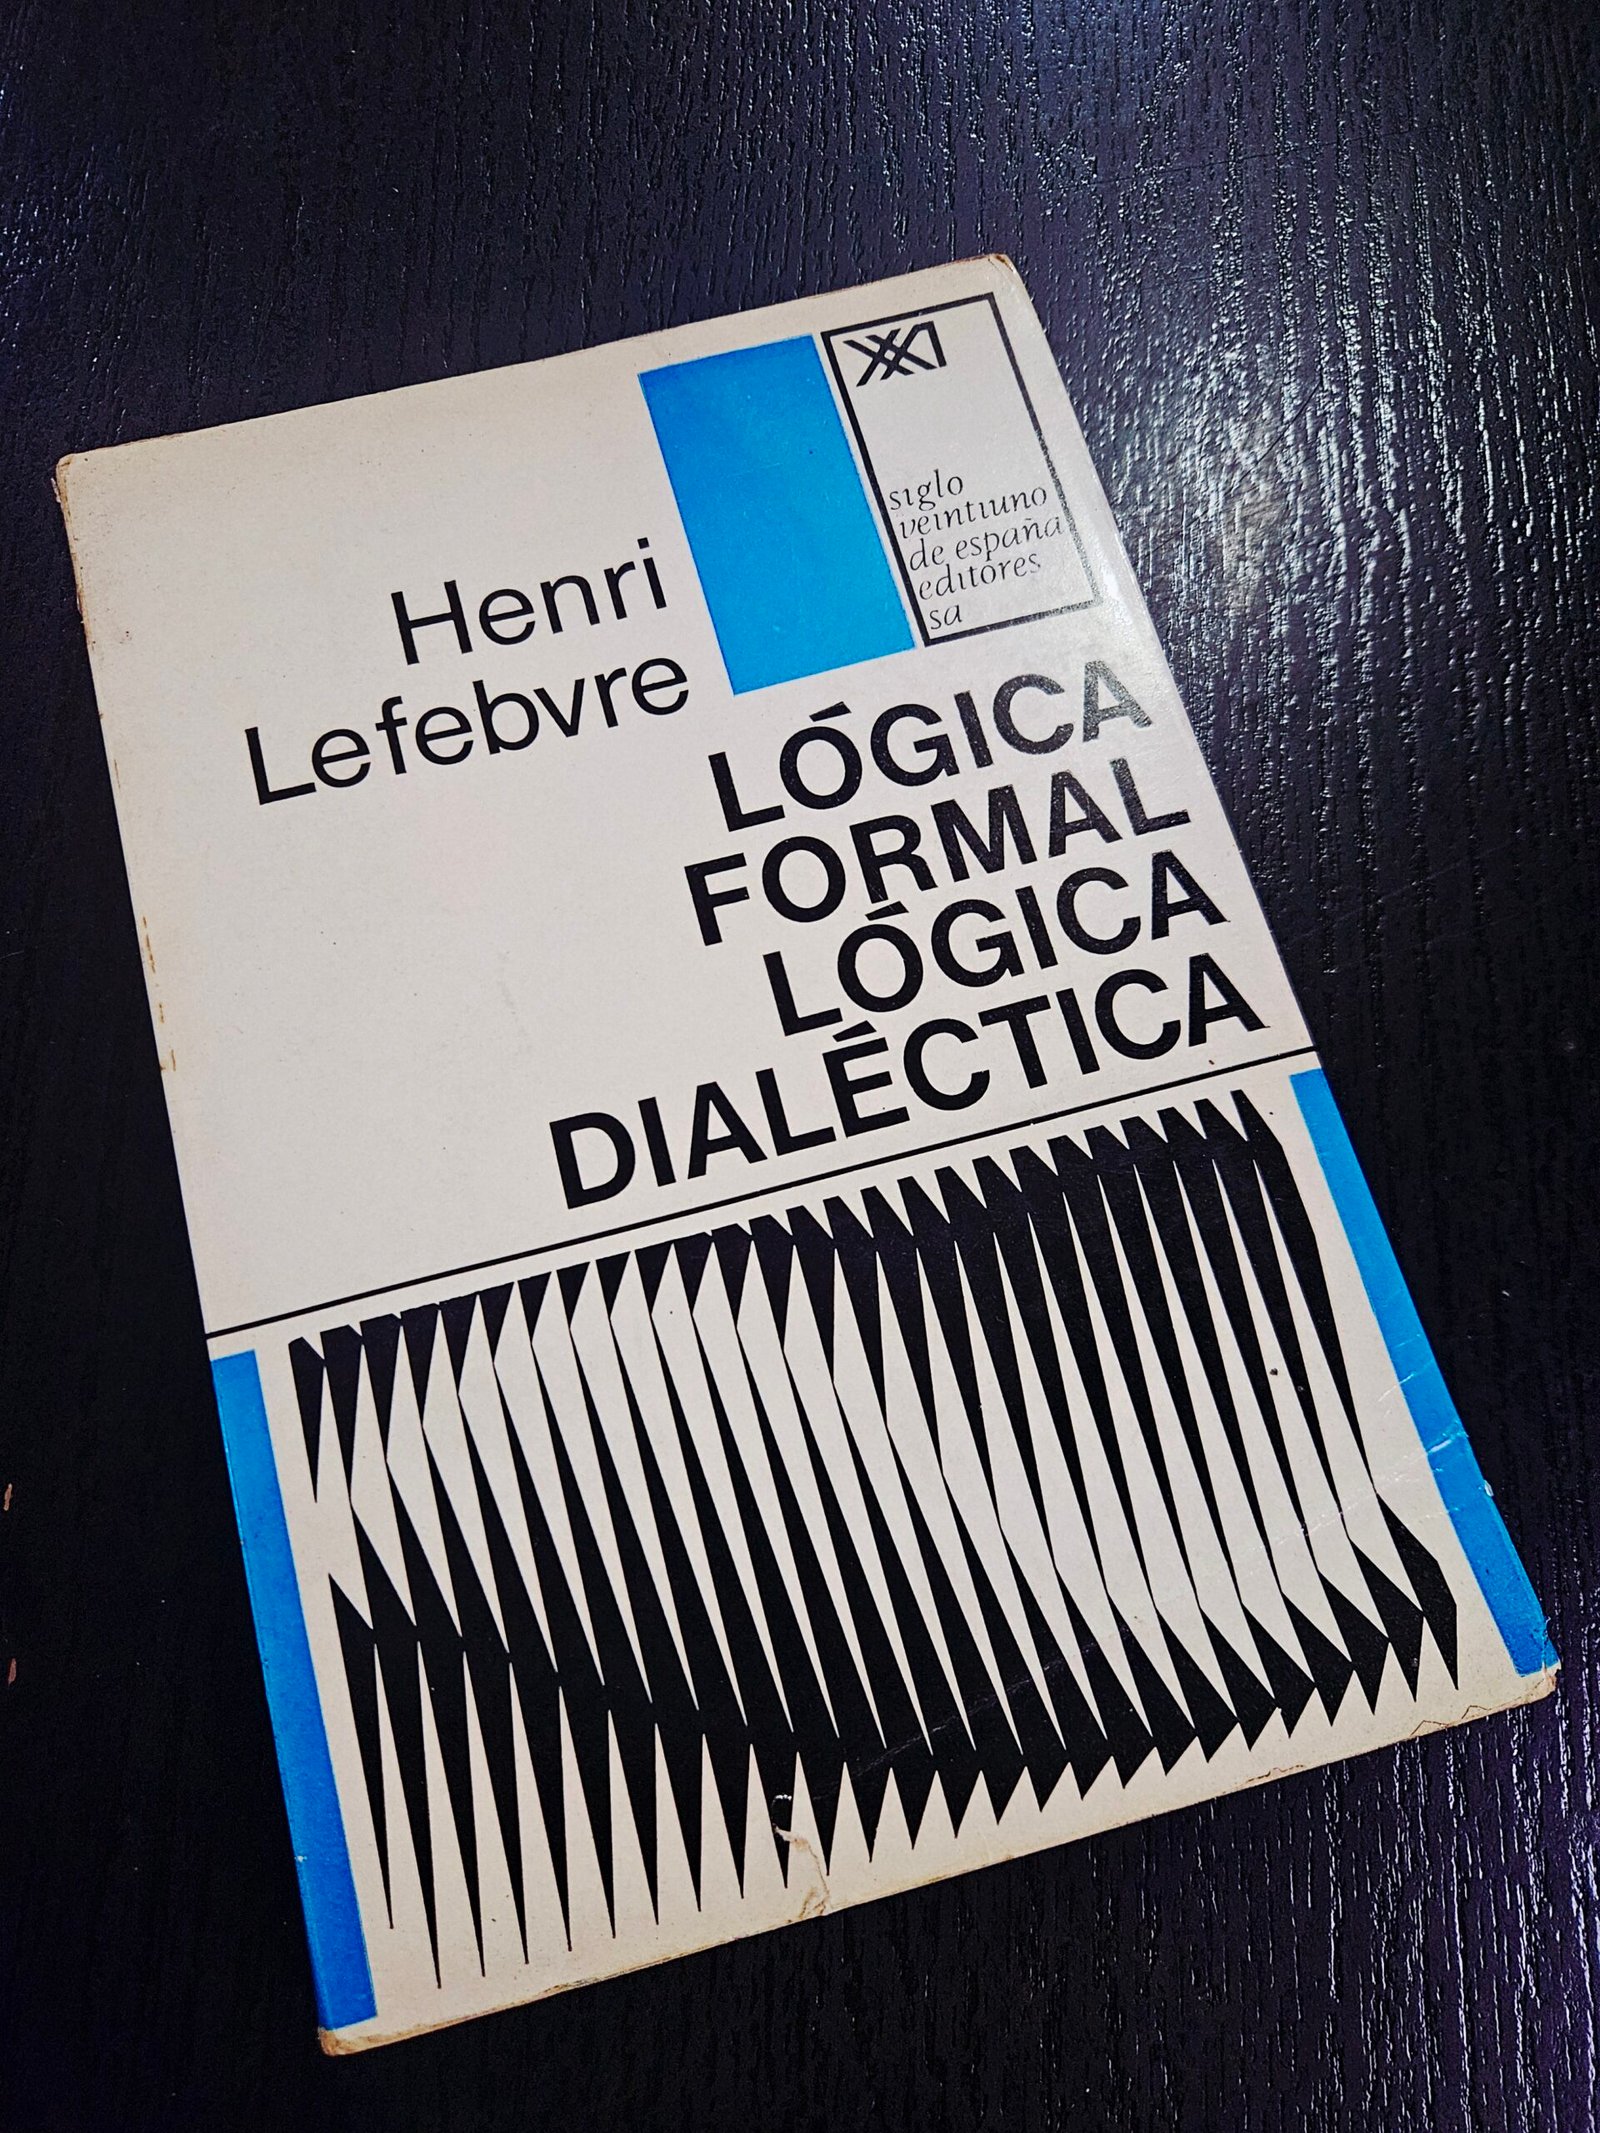 XXI
siglo
veintiuno
de españa
editores
sa
Henri
Lefebvre
LÓGICA
FORMAL
LÓGICA
DIALÉCTICA